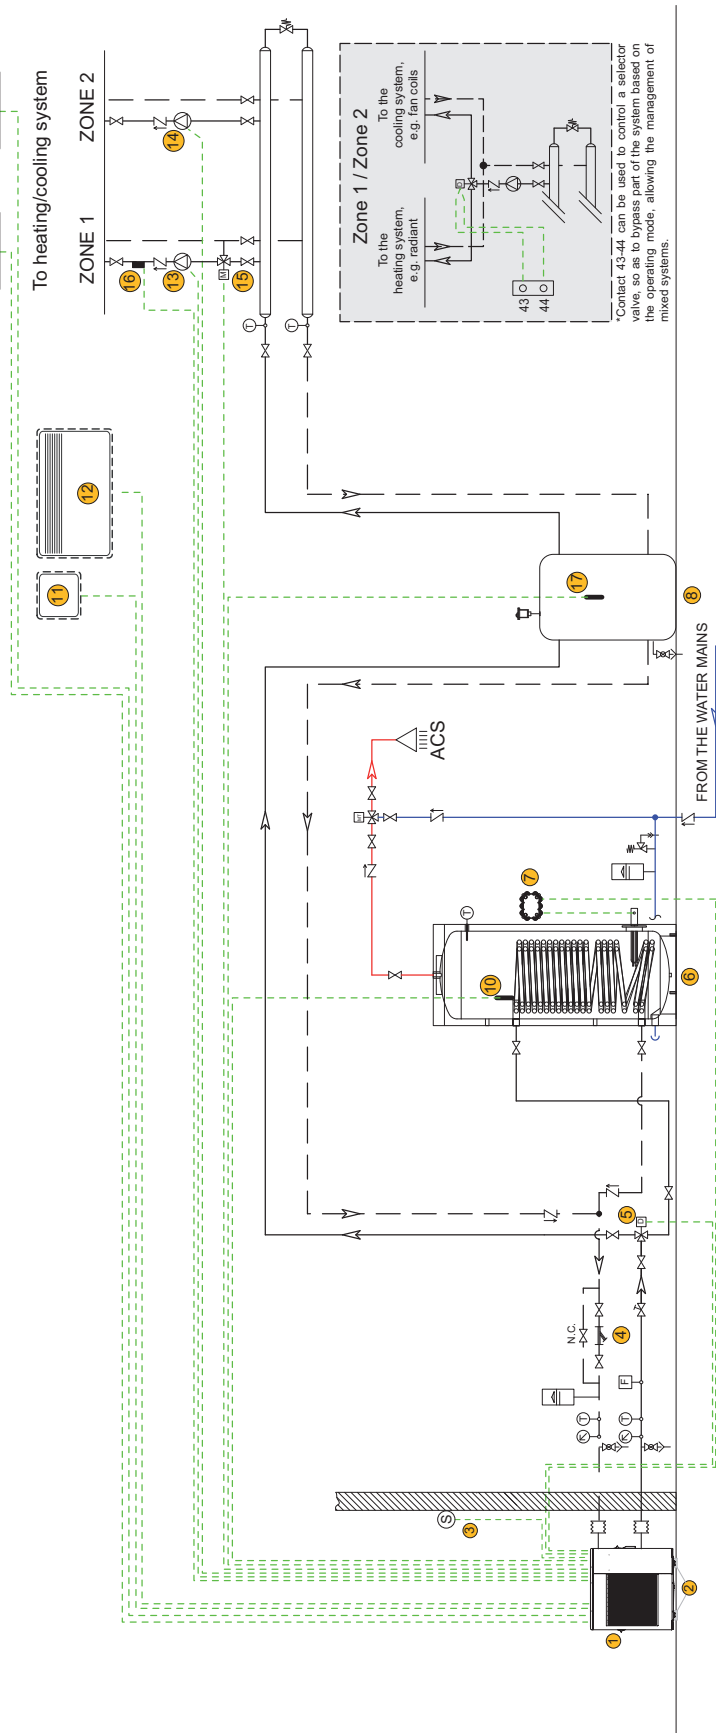 To heating/cooling system
ZONE 1
ZONE 2
16
13
14
15
M
T
T
Zone 1 / Zone 2
To the
heating system,
e.g. radiant
To the
cooling system,
e.g. fan coils
D
43
44
*Contact 43-44 can be used to control a selector
valve, so as to bypass part of the system based on
the operating mode, allowing the management of
mixed systems.
11
12
17
8
FROM THE WATER MAINS
ACS
MT
T
7
10
6
5
D
N.C.
4
F
T
K
T
K
S
3
1
2